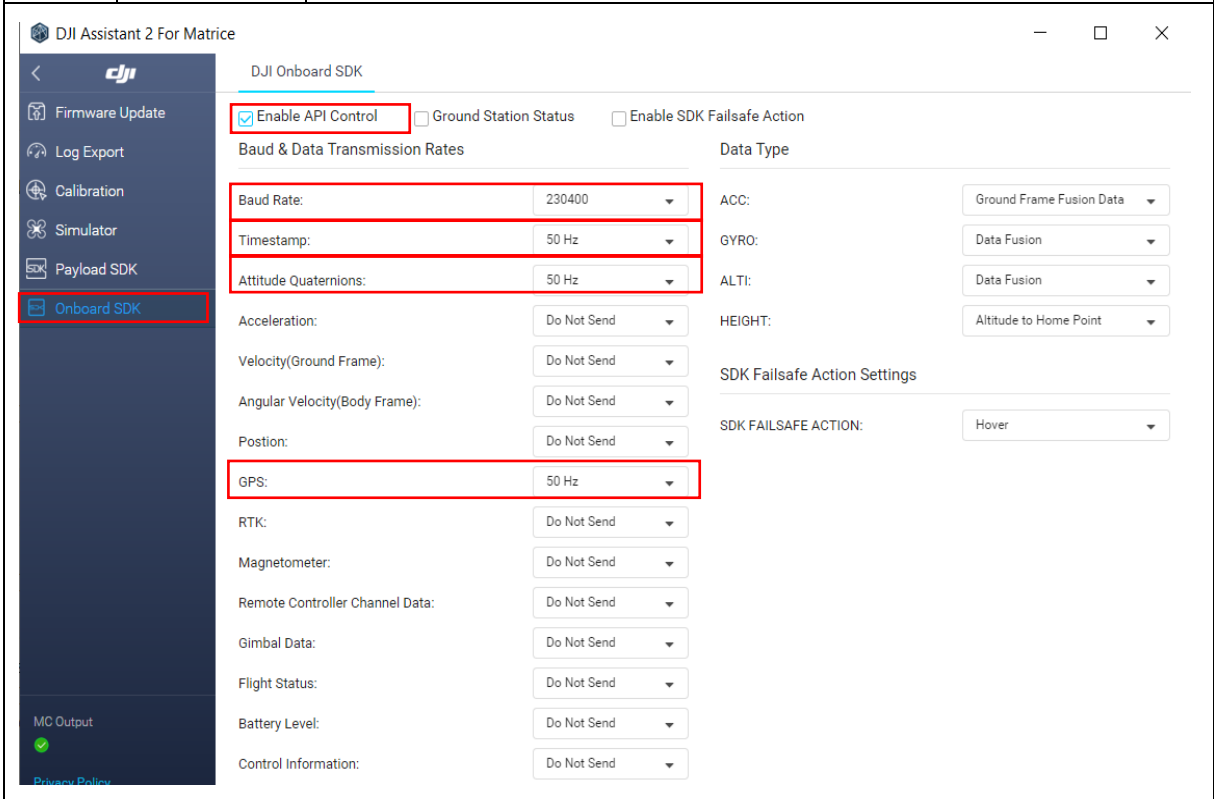 DJI Assistant 2 For Matrice
dji
Firmware Update
Log Export
Calibration
Simulator
SDK Payload SDK
Onboard SDK
MC Output
Privacy Policy
DJI Onboard SDK
Enable API Control Ground Station Status Enable SDK Failsafe Action
Baud & Data Transmission Rates
Baud Rate: 230400
Timestamp: 50 Hz
Attitude Quaternions: 50 Hz
Acceleration: Do Not Send
Velocity(Ground Frame): Do Not Send
Angular Velocity(Body Frame): Do Not Send
Postion: Do Not Send
GPS: 50 Hz
RTK: Do Not Send
Magnetometer: Do Not Send
Remote Controller Channel Data: Do Not Send
Gimbal Data: Do Not Send
Flight Status: Do Not Send
Battery Level: Do Not Send
Control Information: Do Not Send
Data Type
ACC: Ground Frame Fusion Data
GYRO: Data Fusion
ALTI: Data Fusion
HEIGHT: Altitude to Home Point
SDK Failsafe Action Settings
SDK FAILSAFE ACTION: Hover